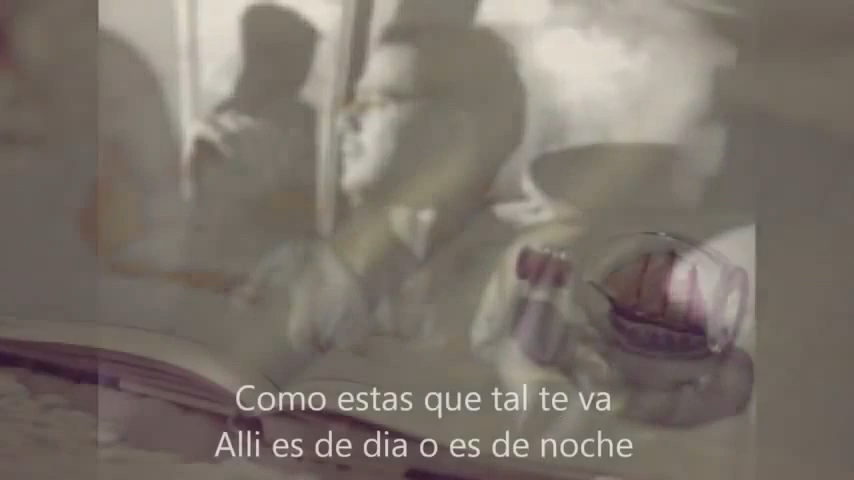 Como estas que tal te va
Alli es de dia o es de noche